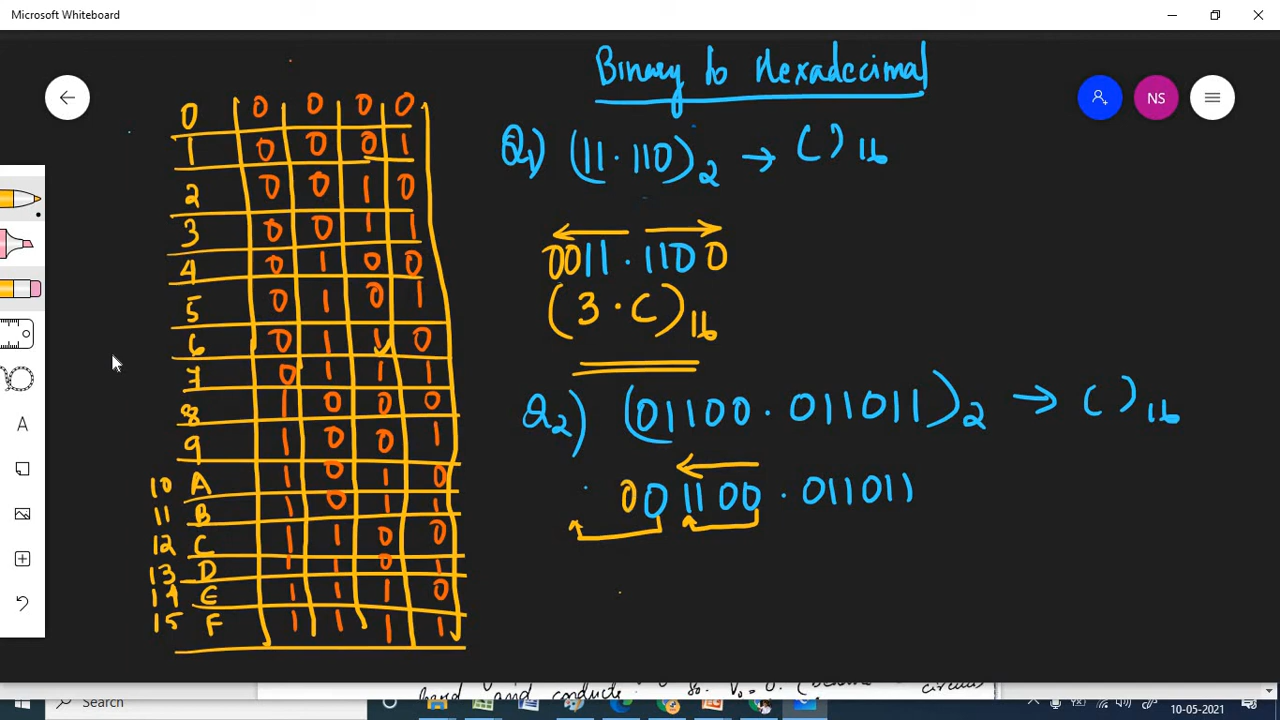 Microsoft Whiteboard
Binary to Hexadecimal
NS
0 0 0 0 0
1 0 0 0 1
2 0 0 1 0
3 0 0 1 1
4 0 1 0 0
5 0 1 0 1
6 0 1 1 0
7 0 1 1 1
8 1 0 0 0
9 1 0 0 1
10 A 1 0 1 0
11 B 1 0 1 1
12 C 1 1 0 0
13 D 1 1 0 1
14 E 1 1 1 0
15 F 1 1 1 1
Q1) (11.110)2 → ( )16
0011.1100
(3.C)16
Q2) (01100.011011)2 → ( )16
00 1100.011011
A
and conducts
Search
10-05-2021